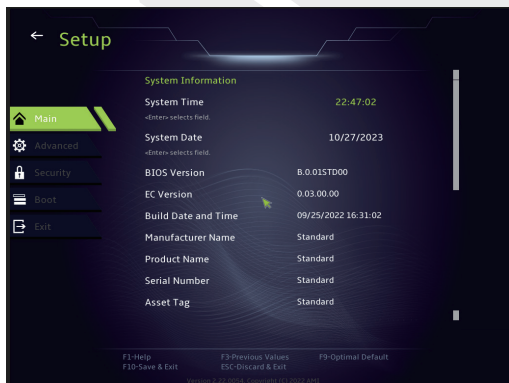 Setup
System Information
System Time 22:47:02
<Enter> selects field.
Main
System Date 10/27/2023
Advanced
<Enter> selects field.
Security
BIOS Version B.0.01STD00
EC Version 0.03.00.00
Boot
Build Date and Time 09/25/2022 16:31:02
Exit
Manufacturer Name Standard
Product Name Standard
Serial Number Standard
Asset Tag Standard
F1-Help F3-Previous Values F9-Optimal Default
F10-Save & Exit ESC-Discard & Exit
Copyright (C) 2022 AMI